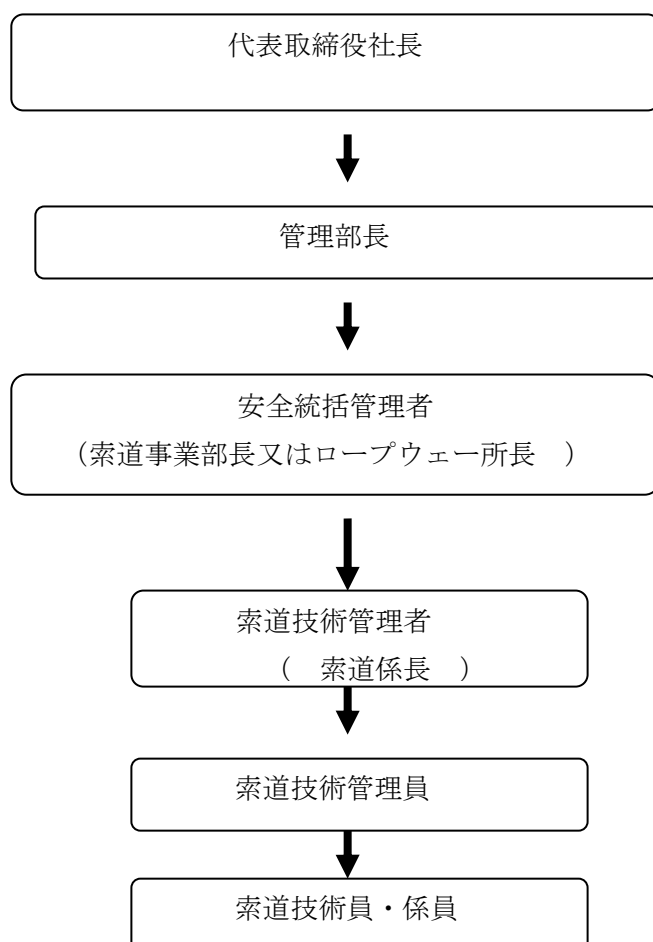 代表取締役社長
管理部長
安全統括管理者
（索道事業部長又はロープウェー所長　）
索道技術管理者
（　索道係長　）
索道技術管理員
索道技術員・係員